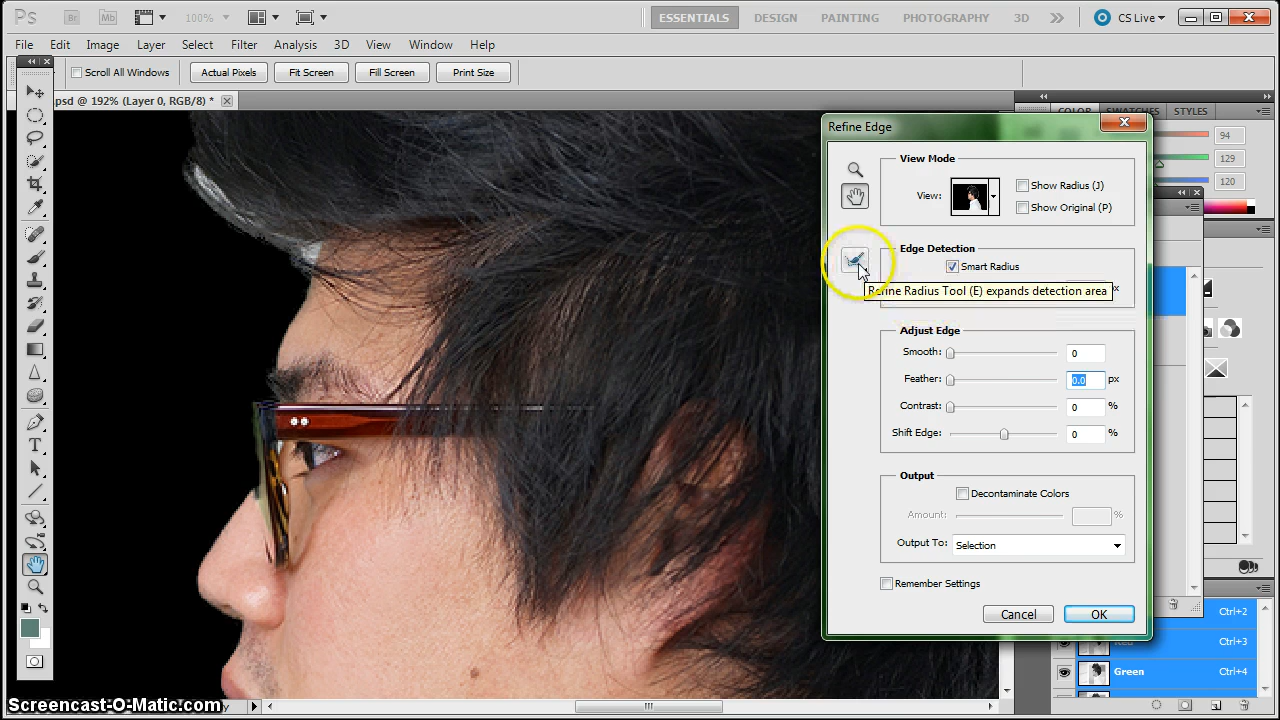 Ps Br Mb 100% ESSENTIALS DESIGN PAINTING PHOTOGRAPHY 3D CS Live
File Edit Image Layer Select Filter Analysis 3D View Window Help
Scroll All Windows Actual Pixels Fit Screen Fill Screen Print Size
psd @ 192% (Layer 0, RGB/8) *
COLOR SWATCHES STYLES
94
129
120
Refine Edge
View Mode
View: Show Radius (J)
Show Original (P)
Edge Detection
Smart Radius
Refine Radius Tool (E) expands detection area
Adjust Edge
Smooth: 0
Feather: 0.0 px
Contrast: 0 %
Shift Edge: 0 %
Output
Decontaminate Colors
Amount: %
Output To: Selection
Remember Settings
Cancel OK
Ctrl+2
Red Ctrl+3
Green Ctrl+4
Screencast-O-Matic.com